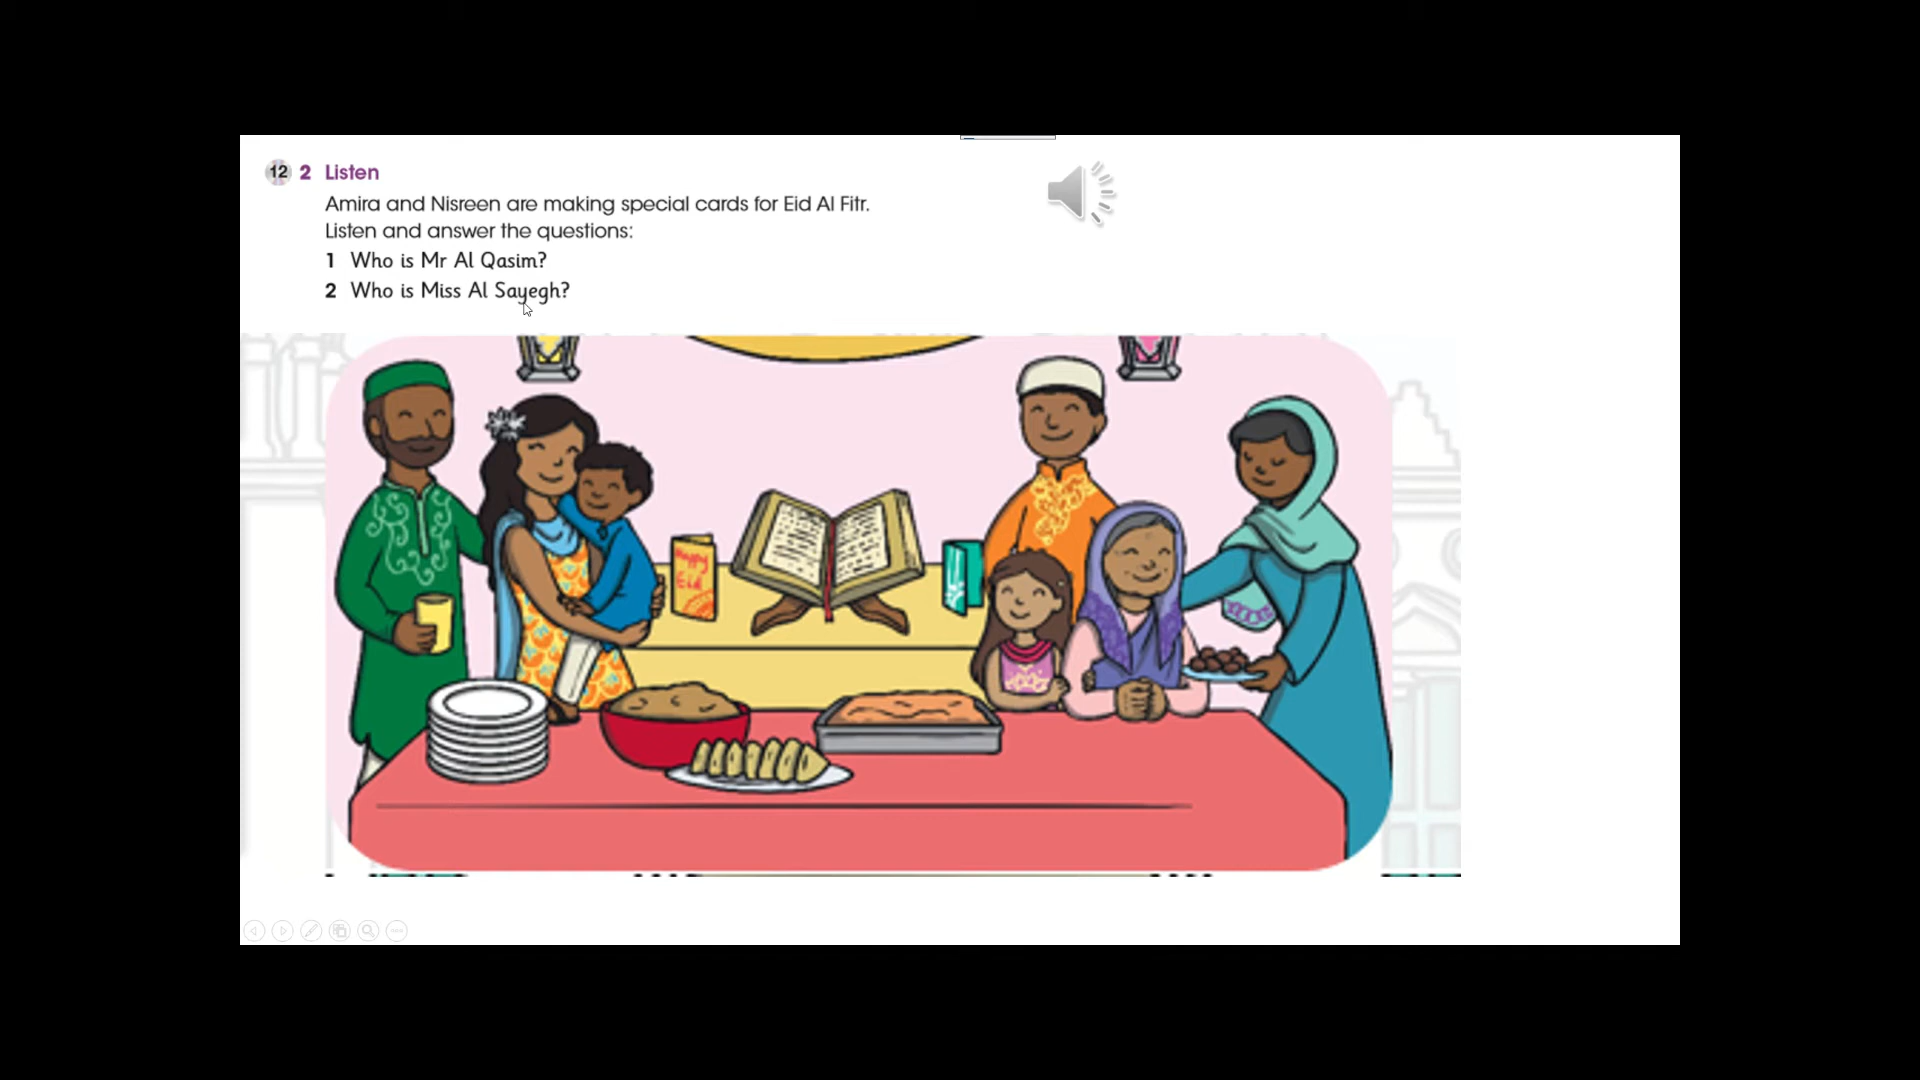 12 2 Listen
Amira and Nisreen are making special cards for Eid Al Fitr.
Listen and answer the questions:
1 Who is Mr Al Qasim?
2 Who is Miss Al Sayegh?
Happy
Eid